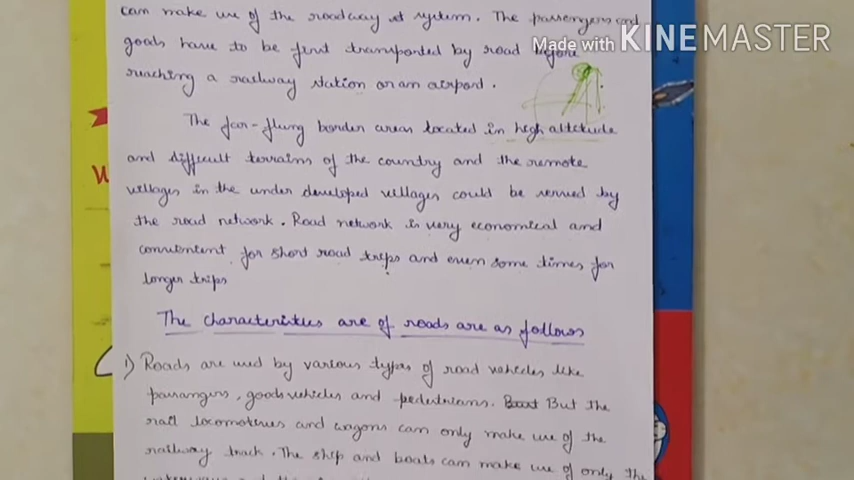 can make use of the roadway et system. The passengers and
goods have to be first transported by road before
Made with KINEMASTER
reaching a railway station or an airport.
The far-flung border areas located in high altitude
and difficult terrains of the country and the remote
villages in the under developed villages could be served by
the road network. Road network is very economical and
convientent for short road trips and even some times for
longer trips
The characteristics are of roads are as follows
1) Roads are used by various types of road vehicles like
passangers, goods vehicles and pedestrians. But the
rail locomotives and wagons can only make use of the
railway track. The ship and boats can make use of only the